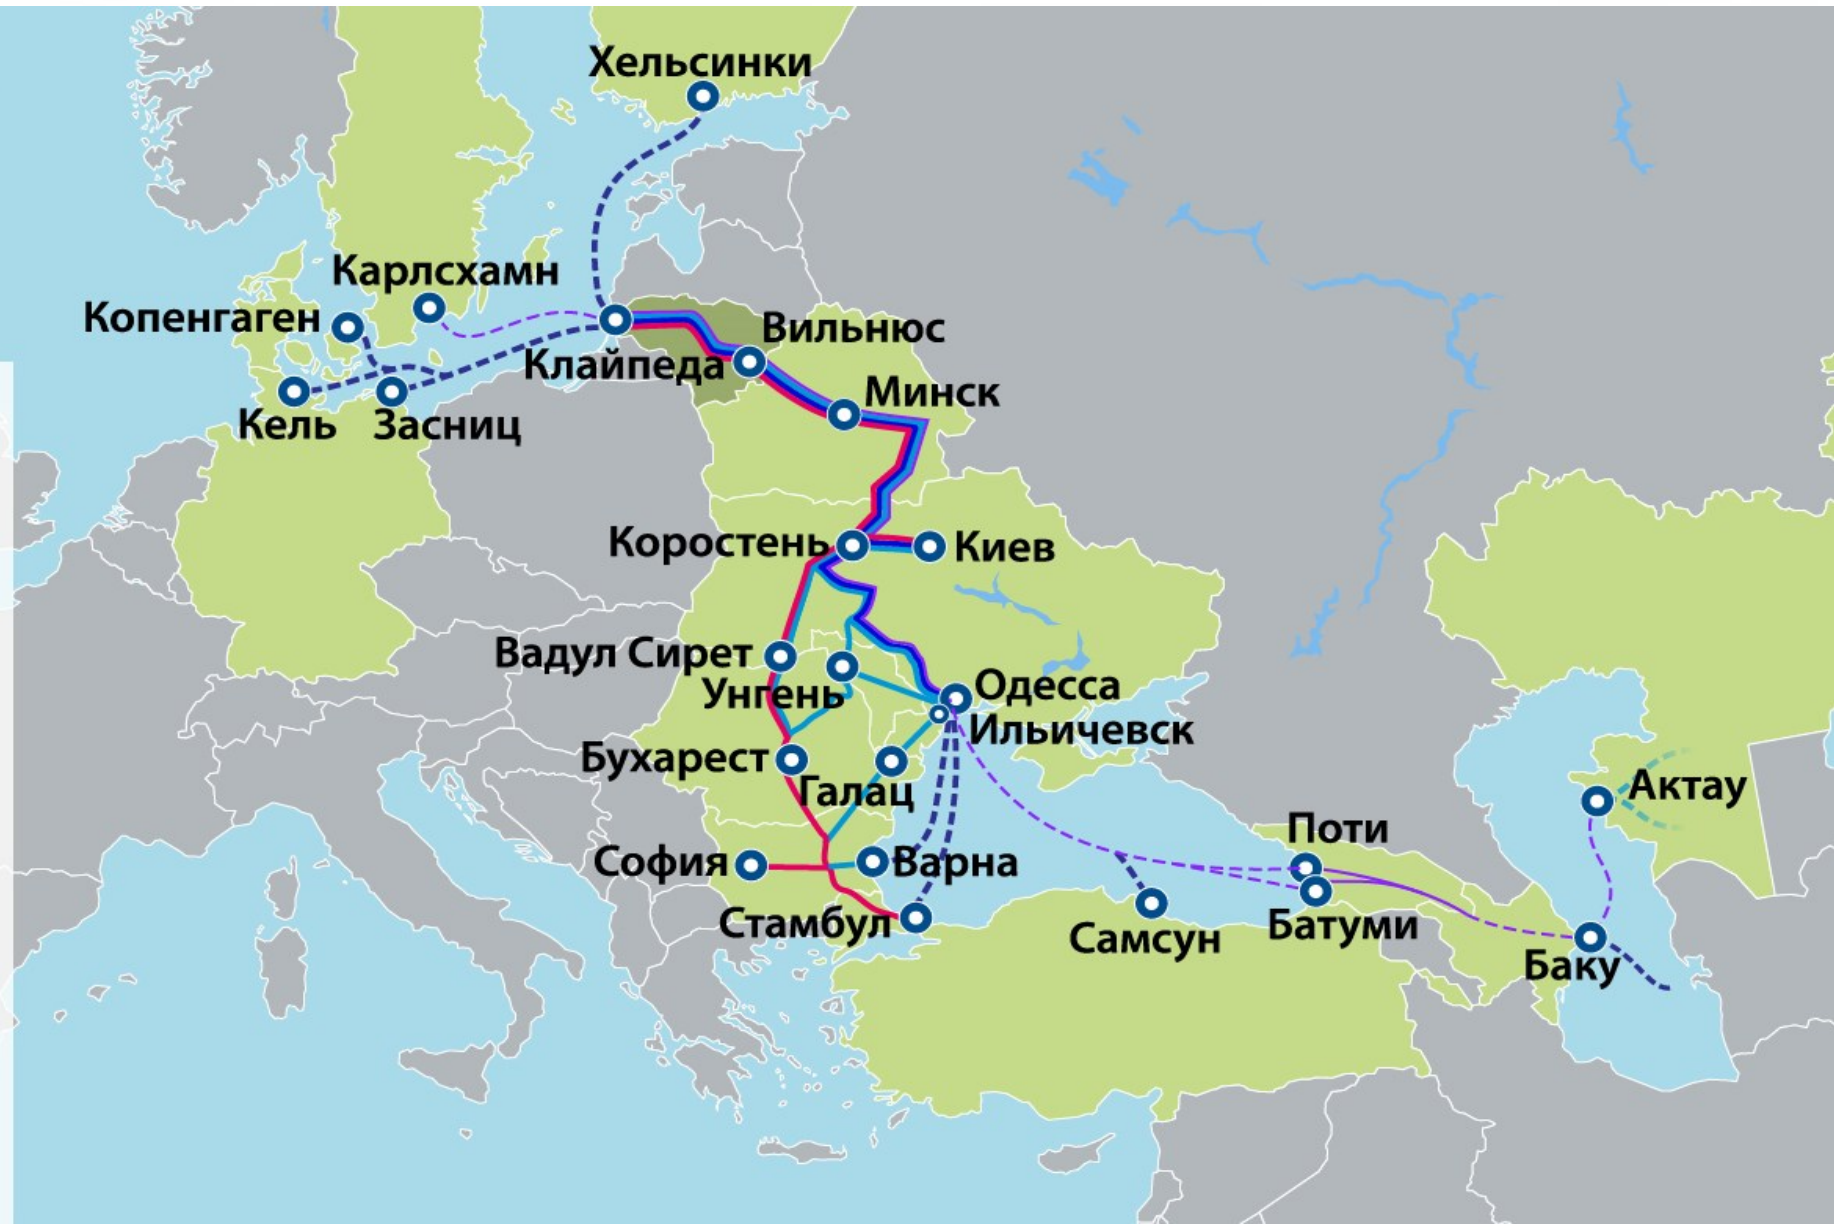 Хельсинки
Карлсхамн
Копенгаген
Вильнюс
Клайпеда
Минск
Кель
Засниц
Коростень
Киев
Вадул Сирет
Унгень
Одесса
Ильичевск
Бухарест
Галац
Актау
Поти
София
Варна
Стамбул
Самсун
Батуми
Баку